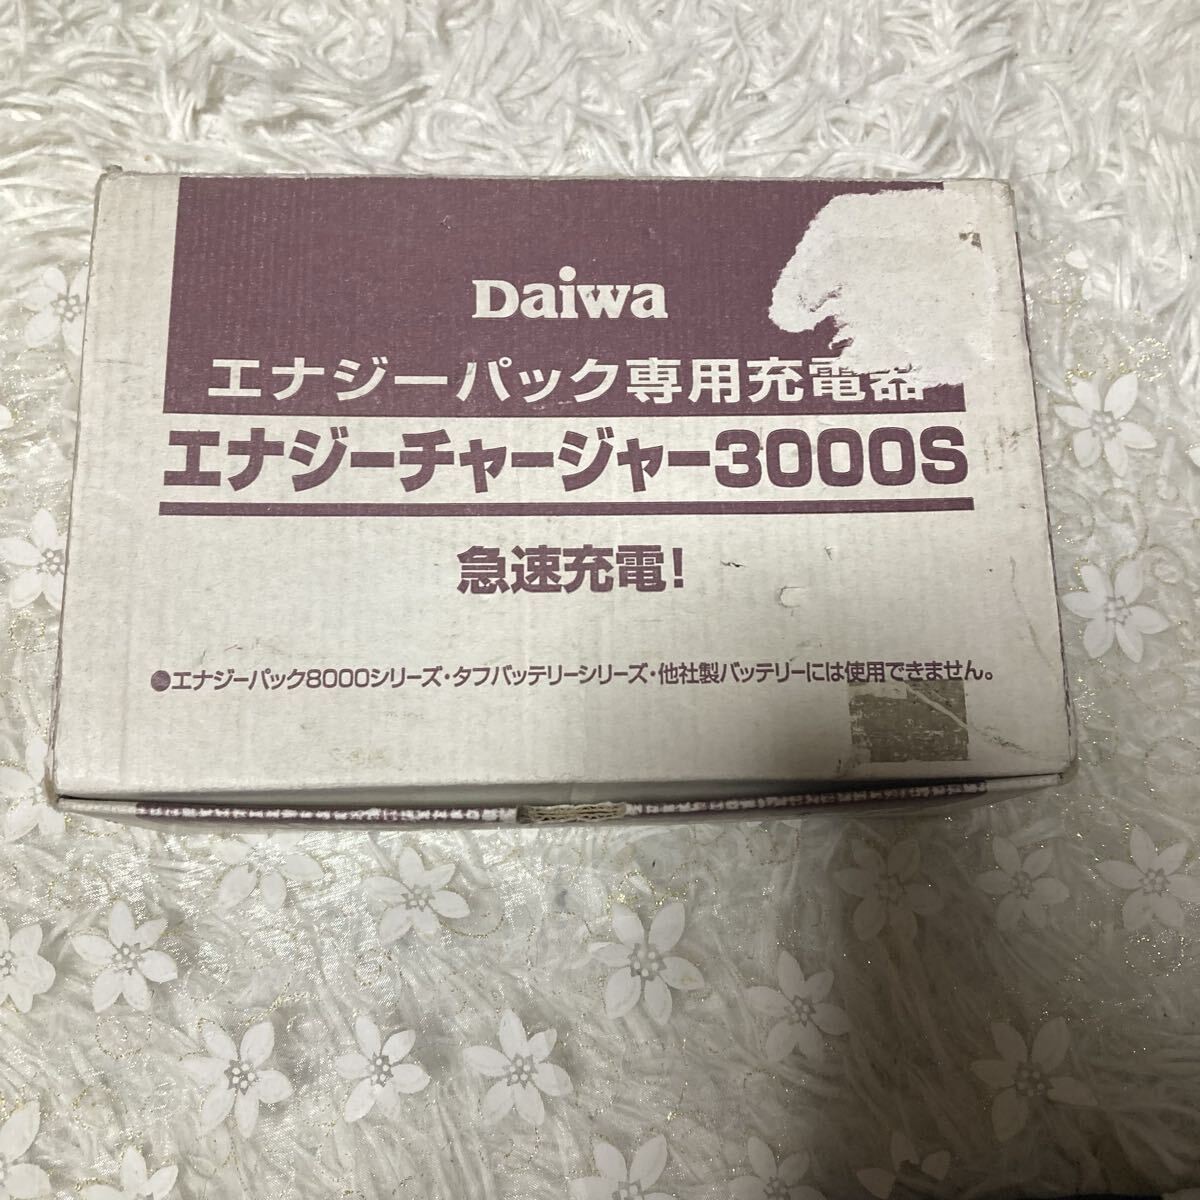 Daiwa
エナジーパック専用充電器
エナジーチャージャー3000S
急速充電!
●エナジーパック8000シリーズ・タフバッテリーシリーズ・他社製バッテリーには使用できません。